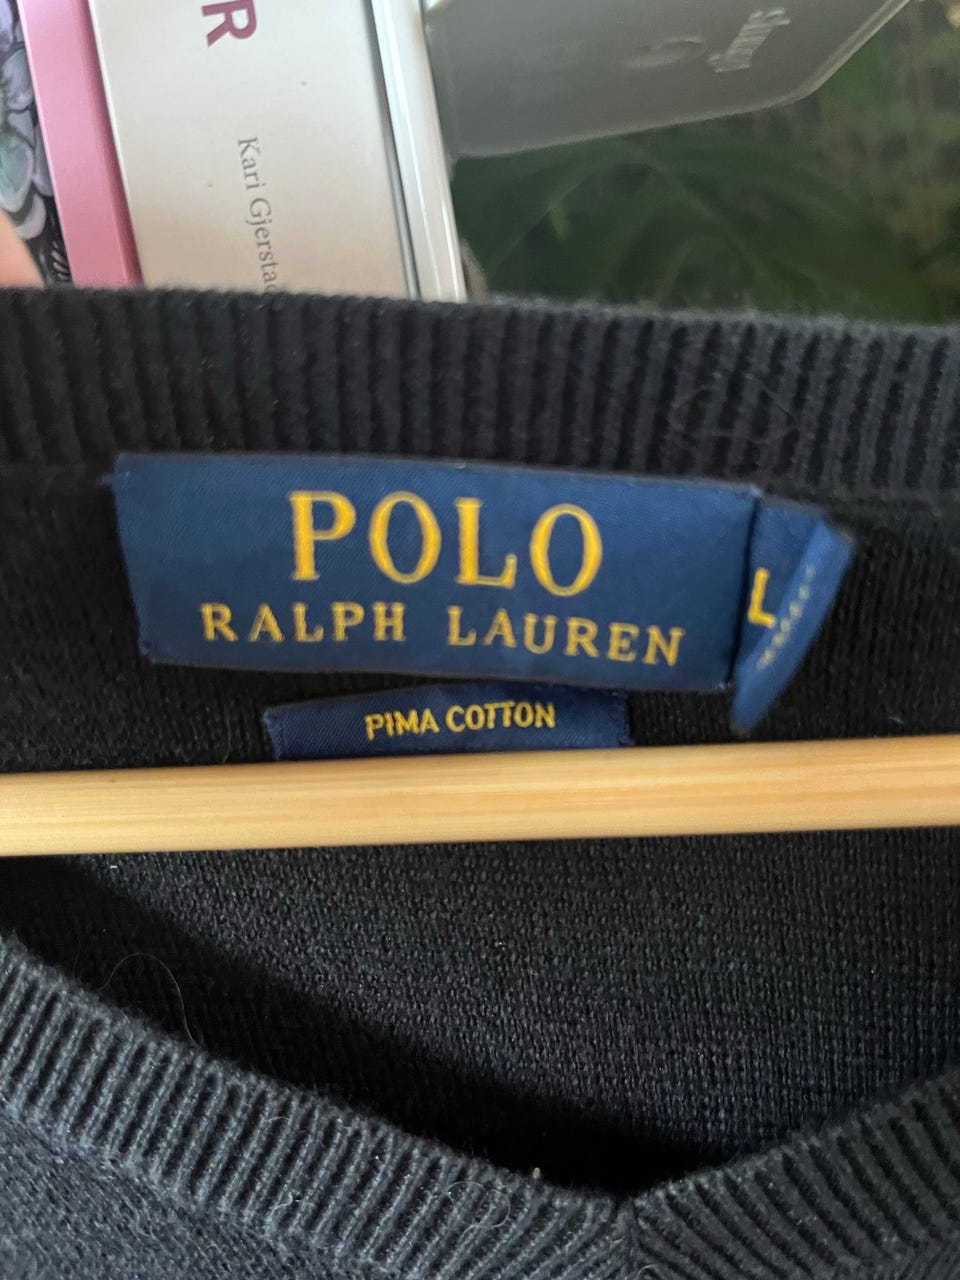 R
Kari Gjerstad
POLO
RALPH LAUREN
L
PIMA COTTON